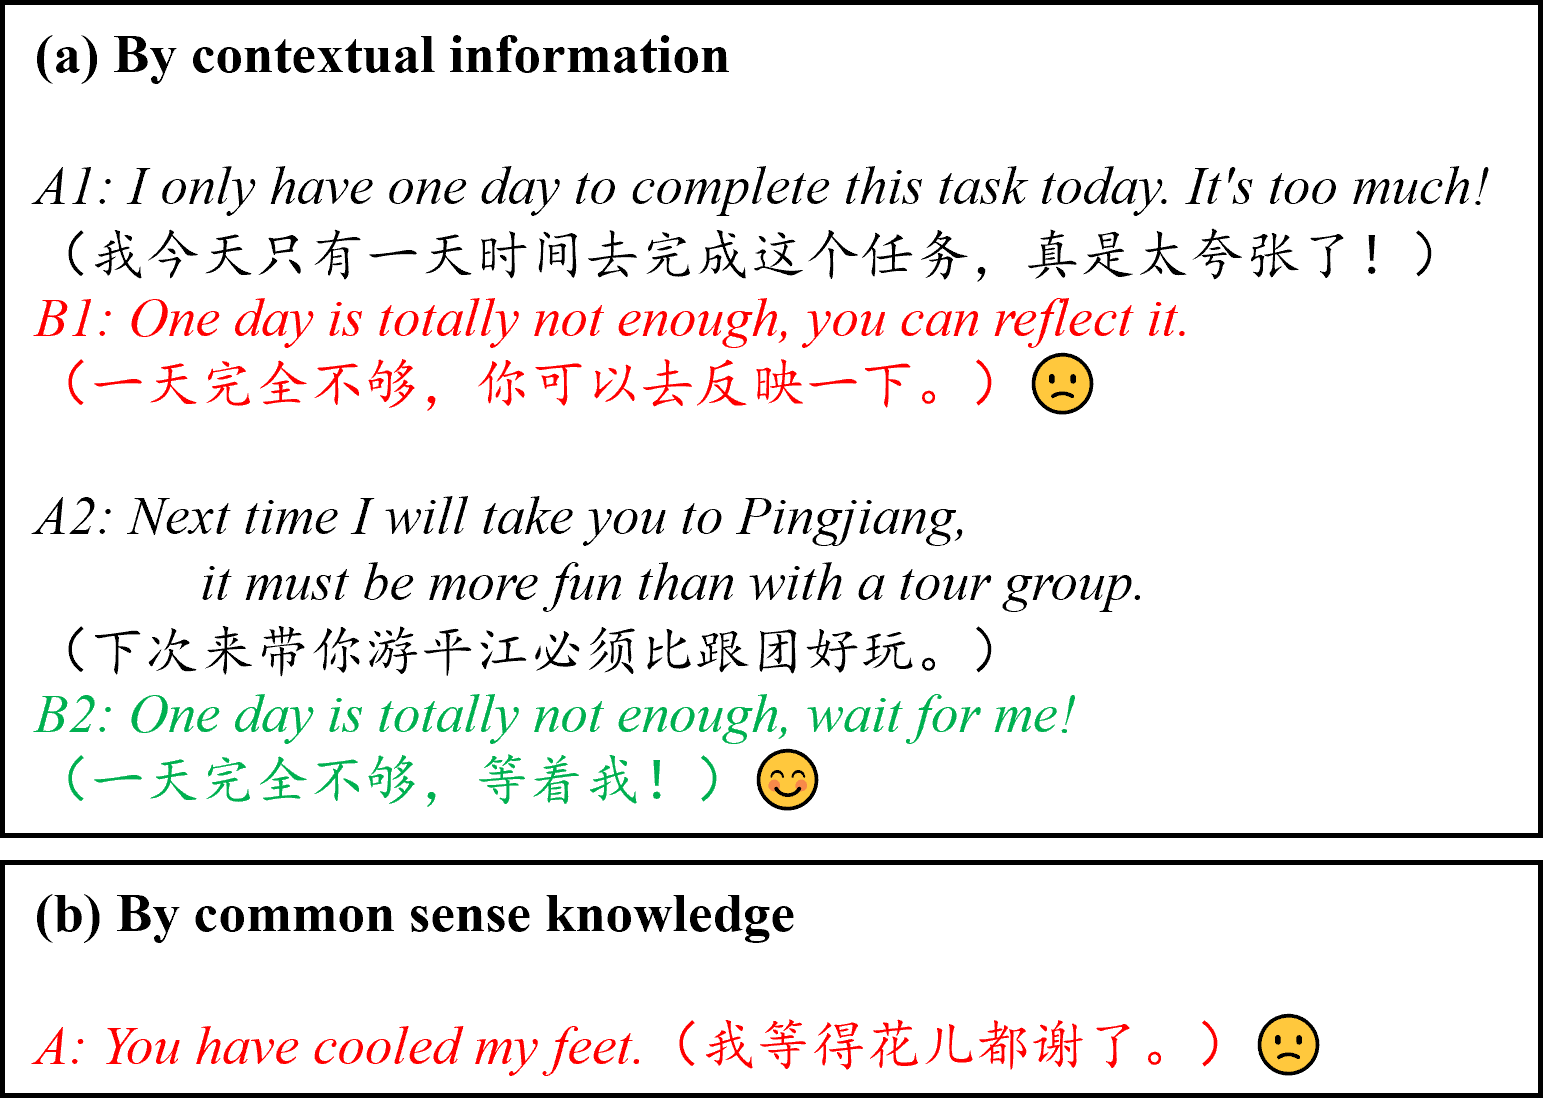 (a) By contextual information
A1: I only have one day to complete this task today. It's too much!
（我今天只有一天时间去完成这个任务，真是太夸张了！）
B1: One day is totally not enough, you can reflect it.
（一天完全不够，你可以去反映一下。）
A2: Next time I will take you to Pingjiang,
it must be more fun than with a tour group.
（下次来带你游平江必须比跟团好玩。）
B2: One day is totally not enough, wait for me!
（一天完全不够，等着我！）
(b) By common sense knowledge
A: You have cooled my feet.（我等得花儿都谢了。）